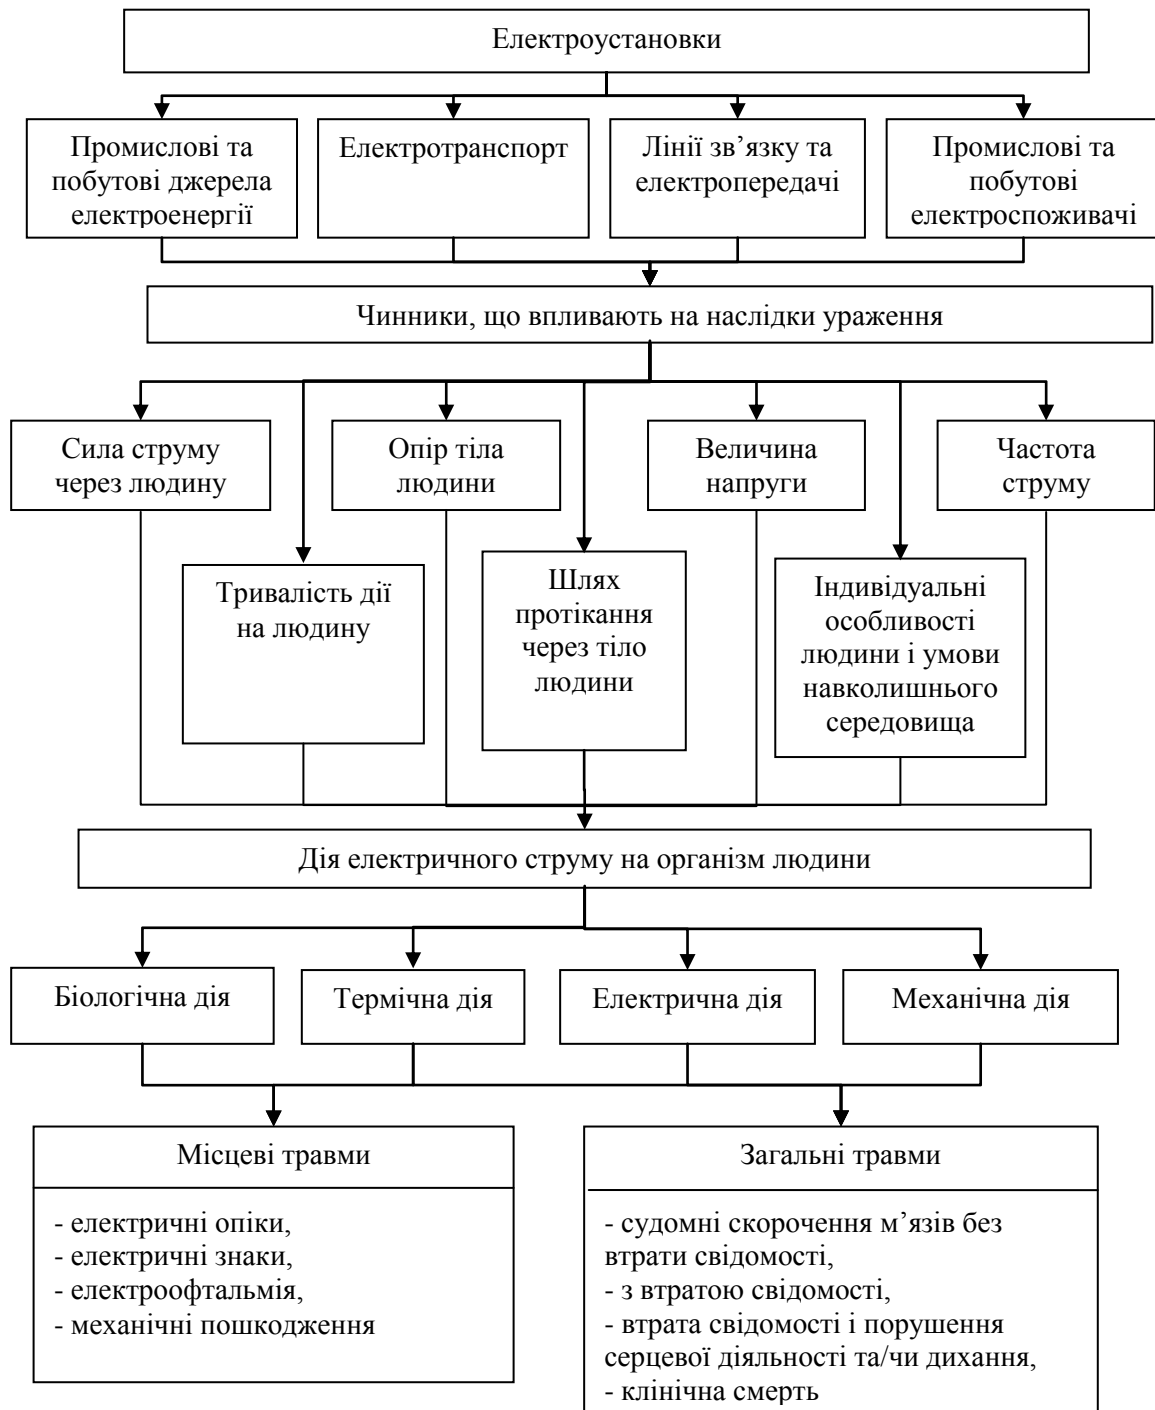 Електроустановки
Промислові та
побутові джерела
електроенергії
Електротранспорт
Лінії зв’язку та
електропередачі
Промислові та
побутові
електроспоживачі
Чинники, що впливають на наслідки ураження
Сила струму
через людину
Опір тіла
людини
Величина
напруги
Частота
струму
Тривалість дії
на людину
Шлях
протікання
через тіло
людини
Індивідуальні
особливості
людини і умови
навколишнього
середовища
Дія електричного струму на організм людини
Біологічна дія
Термічна дія
Електрична дія
Механічна дія
Місцеві травми
- електричні опіки,
- електричні знаки,
- електроофтальмія,
- механічні пошкодження
Загальні травми
- судомні скорочення м’язів без
втрати свідомості,
- з втратою свідомості,
- втрата свідомості і порушення
серцевої діяльності та/чи дихання,
- клінічна смерть